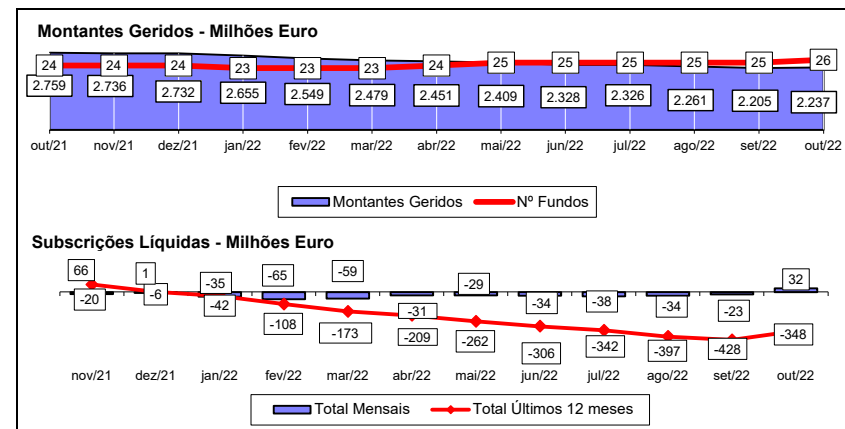 Montantes Geridos - Milhões Euro
24 24 24 23 23 23 24 25 25 25 25 25 26
2.759 2.736 2.732 2.655 2.549 2.479 2.451 2.409 2.328 2.326 2.261 2.205 2.237
out/21 nov/21 dez/21 jan/22 fev/22 mar/22 abr/22 mai/22 jun/22 jul/22 ago/22 set/22 out/22
Montantes Geridos Nº Fundos
Subscrições Líquidas - Milhões Euro
66 1 -35 -65 -59 -29 32
-20 -6 -42 -31 -34 -38 -34 -23
-108 -173 -209 -262 -306 -342 -397 -428 -348
nov/21 dez/21 jan/22 fev/22 mar/22 abr/22 mai/22 jun/22 jul/22 ago/22 set/22 out/22
Total Mensais Total Últimos 12 meses